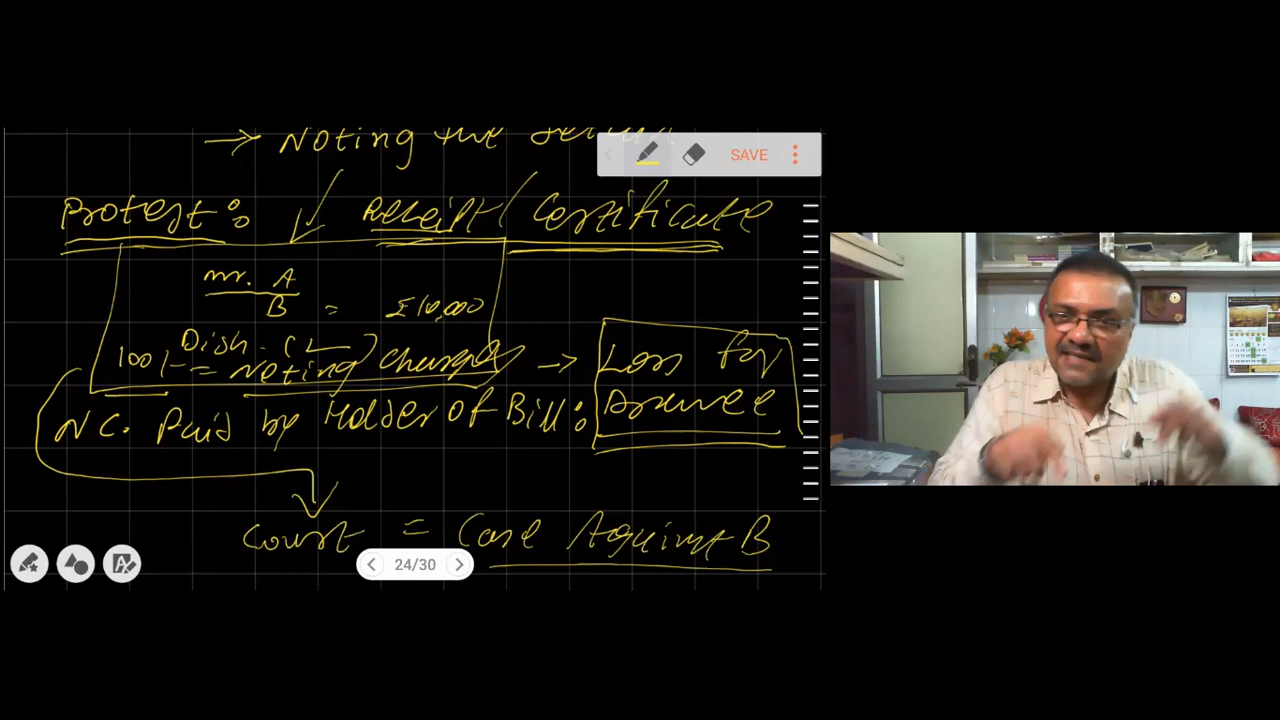 → Noting the
SAVE
Protest : Receipt / Certificate
Mr. A
B = £10,000
Dish. (L)
100/- = Noting Charges → Loss for
NC. Paid by Holder of Bill : Drawee
Court = Case Against B
24/30